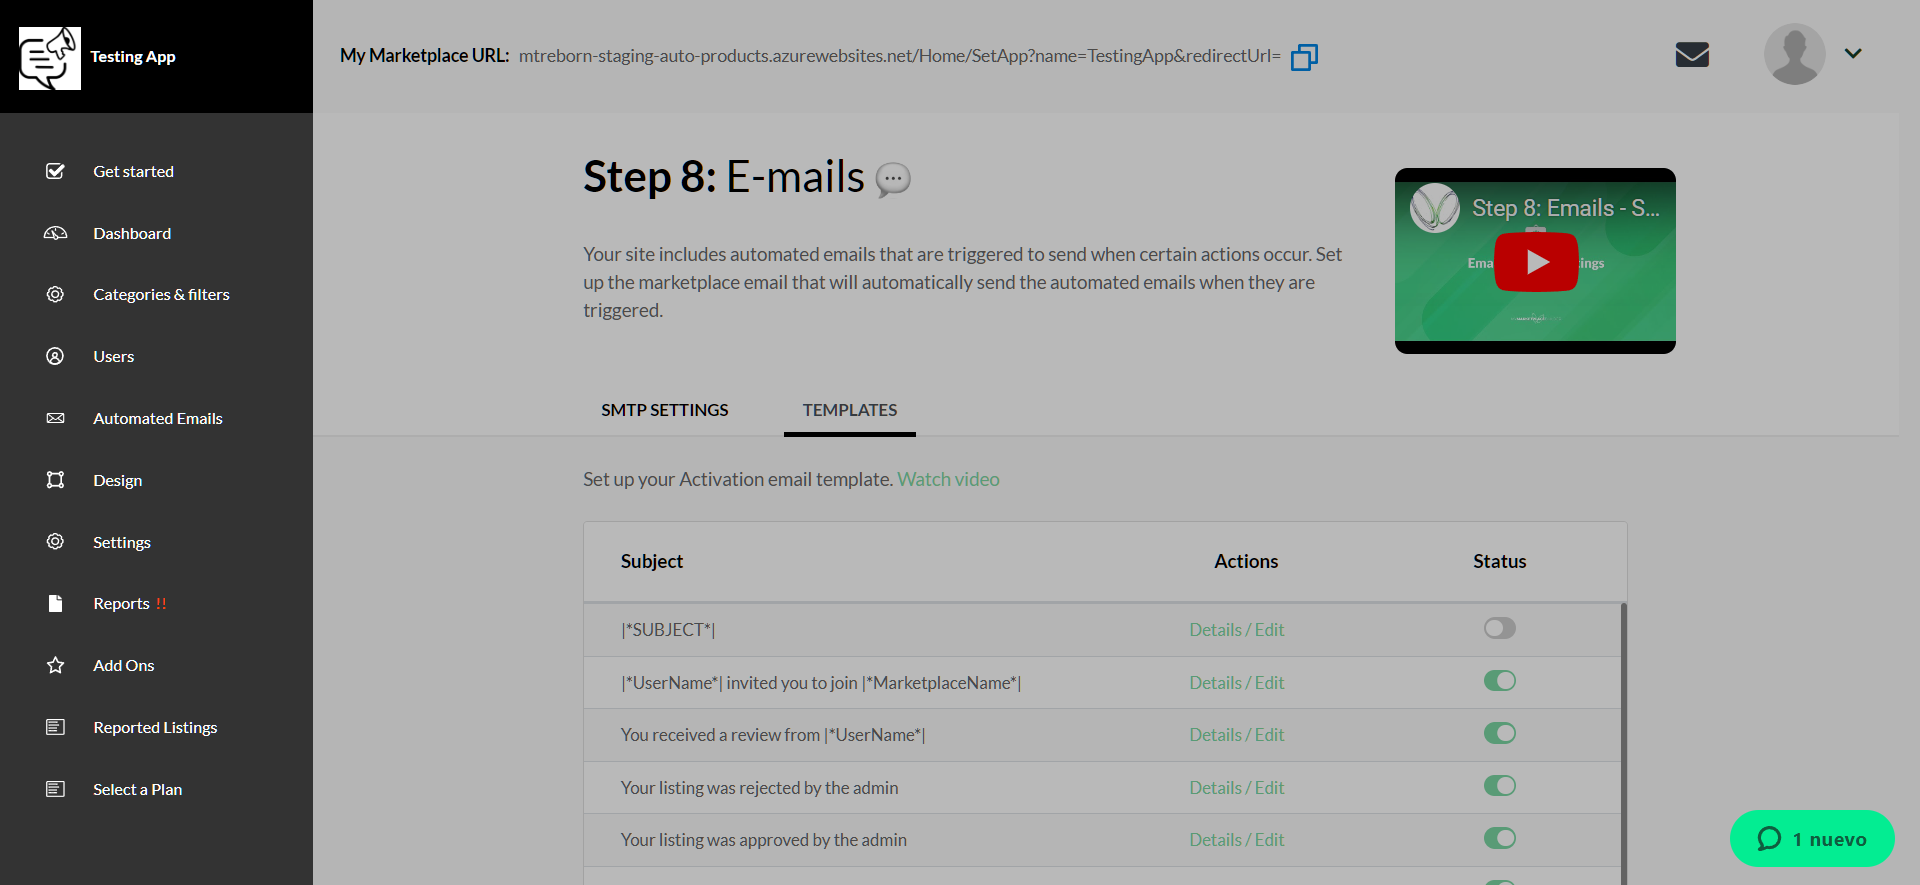 Testing App
My Marketplace URL: mtreborn-staging-auto-products.azurewebsites.net/Home/SetApp?name=TestingApp&redirectUrl=
Get started
Dashboard
Categories & filters
Users
Automated Emails
Design
Settings
Reports !!
Add Ons
Reported Listings
Select a Plan
Step 8: E-mails
Your site includes automated emails that are triggered to send when certain actions occur. Set
up the marketplace email that will automatically send the automated emails when they are
triggered.
Step 8: Emails - S...
SMTP SETTINGS TEMPLATES
Set up your Activation email template. Watch video
Subject Actions Status
|*SUBJECT*| Details / Edit
|*UserName*| invited you to join |*MarketplaceName*| Details / Edit
You received a review from |*UserName*| Details / Edit
Your listing was rejected by the admin Details / Edit
Your listing was approved by the admin Details / Edit
1 nuevo